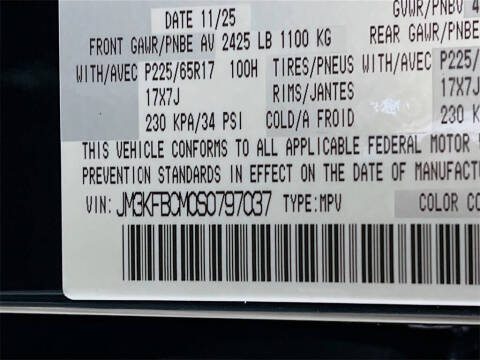 DATE 11/25 GVWR/PNBV 4
FRONT GAWR/PNBE AV 2425 LB 1100 KG REAR GAWR/PNBE
WITH/AVEC P225/65R17 100H TIRES/PNEUS WITH/AVEC P225/
17X7J RIMS/JANTES 17X7J
230 KPA/34 PSI COLD/A FROID 230 KP
THIS VEHICLE CONFORMS TO ALL APPLICABLE FEDERAL MOTOR
PREVENTION STANDARDS IN EFFECT ON THE DATE OF MANUFACTU
VIN: JM3KFBCM0S0797037 TYPE:MPV COLOR CO